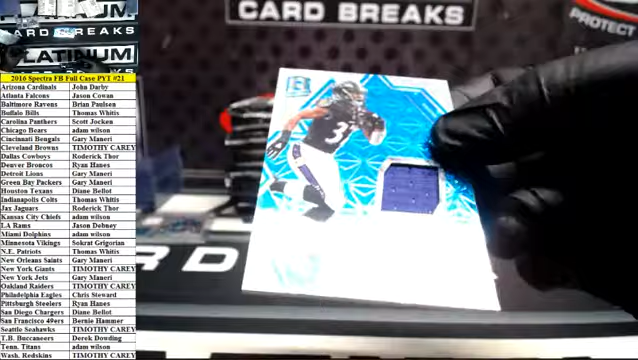 CARD BREAKS
PROTECT
PLATINUM
PLATINUM
2016 Spectra FB Full Case PYT #21
Arizona Cardinals John Darby
Atlanta Falcons Jason Cowan
Baltimore Ravens Brian Paulsen
Buffalo Bills Thomas Whitis
Carolina Panthers Scott Jocken
Chicago Bears adam wilson
Cincinnati Bengals Gary Maneri
Cleveland Browns TIMOTHY CAREY
Dallas Cowboys Roderick Thor
Denver Broncos Ryan Hanes
Detroit Lions Gary Maneri
Green Bay Packers Gary Maneri
Houston Texans Diane Bellot
Indianapolis Colts Thomas Whitis
Jax Jaguars Roderick Thor
Kansas City Chiefs adam wilson
LA Rams Jason Debney
Miami Dolphins adam wilson
Minnesota Vikings Sokrat Grigorian
N.E. Patriots Thomas Whitis
New Orleans Saints Gary Maneri
New York Giants TIMOTHY CAREY
New York Jets Gary Maneri
Oakland Raiders TIMOTHY CAREY
Philadelphia Eagles Chris Steward
Pittsburg Steelers Ryan Hanes
San Diego Chargers Diane Bellot
San Francisco 49ers Bernie Hammer
Seattle Seahawks TIMOTHY CAREY
T.B. Buccaneers Derek Dowding
Tenn. Titans adam wilson
Wash. Redskins TIMOTHY CAREY